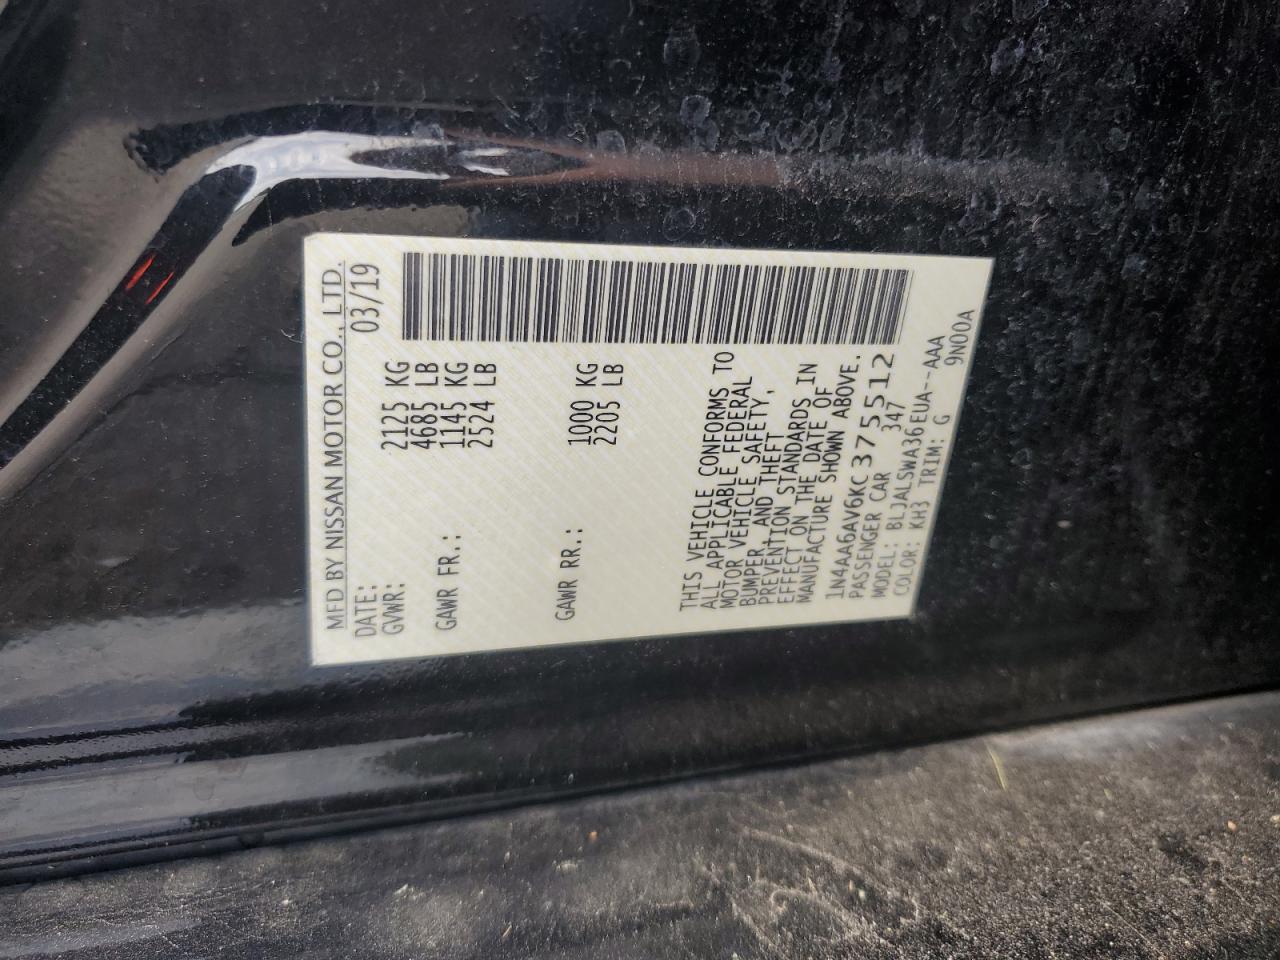 MFD BY NISSAN MOTOR CO., LTD.
DATE: 03/19
GVWR: 2125 KG
4685 LB
GAWR FR.: 1145 KG
2524 LB
GAWR RR.: 1000 KG
2205 LB
THIS VEHICLE CONFORMS TO
ALL APPLICABLE FEDERAL
MOTOR VEHICLE SAFETY,
BUMPER, AND THEFT
PREVENTION STANDARDS IN
EFFECT ON THE DATE OF
MANUFACTURE SHOWN ABOVE.
1N4AA6AV6KC375512
PASSENGER CAR 347
MODEL: BLJALSWA36EUA--AAA
COLOR: KH3 TRIM: G 9N00A